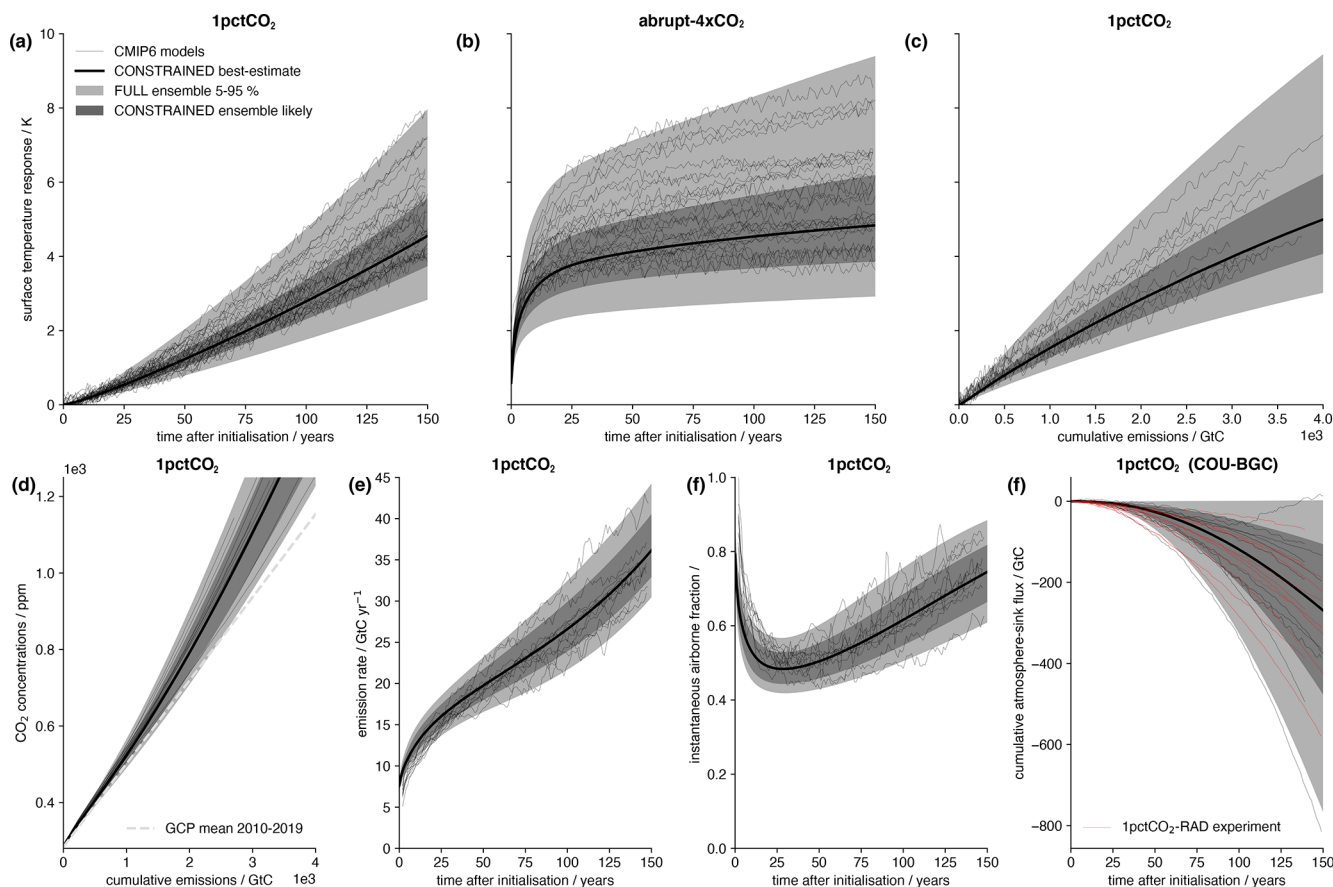 1pctCO₂
(a)
10
8
6
4
2
0
surface temperature response / K
CMIP6 models
CONSTRAINED best-estimate
FULL ensemble 5-95 %
CONSTRAINED ensemble likely
0 25 50 75 100 125 150
time after initialisation / years
abrupt-4xCO₂
(b)
0 25 50 75 100 125 150
time after initialisation / years
1pctCO₂
(c)
0.0 0.5 1.0 1.5 2.0 2.5 3.0 3.5 4.0
cumulative emissions / GtC 1e3
1pctCO₂
1e3
(d)
1.2
1.0
0.8
0.6
0.4
CO₂ concentrations / ppm
GCP mean 2010-2019
0 1 2 3 4
cumulative emissions / GtC 1e3
1pctCO₂
(e)
45
40
35
30
25
20
15
10
5
0
emission rate / GtC yr⁻¹
0 25 50 75 100 125 150
time after initialisation / years
1pctCO₂
(f)
1.0
0.8
0.6
0.4
0.2
0.0
instantaneous airborne fraction /
0 25 50 75 100 125 150
time after initialisation / years
1pctCO₂ (COU-BGC)
(f)
0
−200
−400
−600
−800
cumulative atmosphere-sink flux / GtC
1pctCO₂-RAD experiment
0 25 50 75 100 125 150
time after initialisation / years